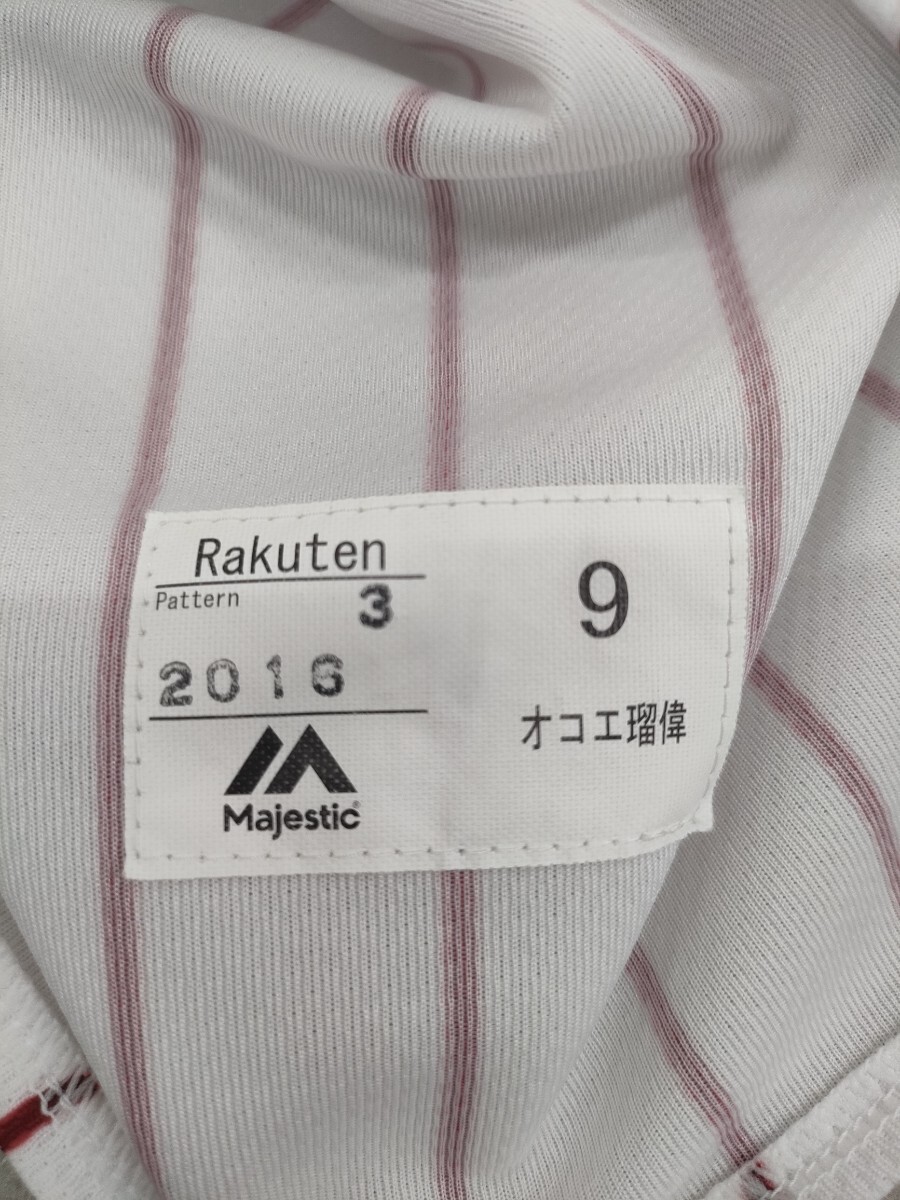 Rakuten
Pattern 3
2016
Majestic®
9
オコエ瑠偉